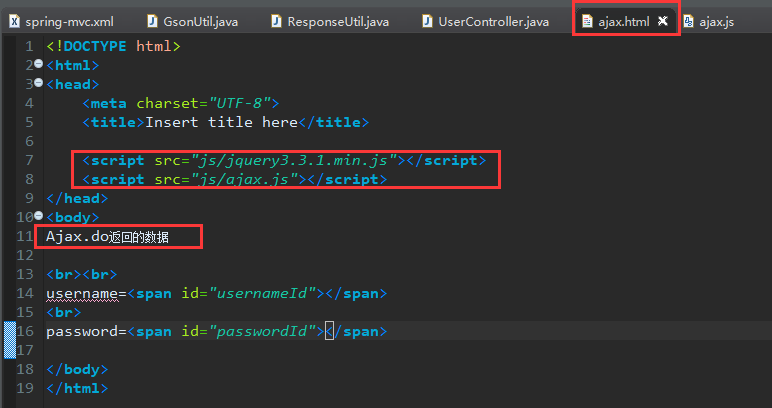 spring-mvc.xml GsonUtil.java ResponseUtil.java UserController.java ajax.html ajax.js
1 <!DOCTYPE html>
2 <html>
3 <head>
4 <meta charset="UTF-8">
5 <title>Insert title here</title>
6
7 <script src="js/jquery3.3.1.min.js"></script>
8 <script src="js/ajax.js"></script>
9 </head>
10 <body>
11 Ajax.do返回的数据
12
13 <br><br>
14 username=<span id="usernameId"></span>
15 <br>
16 password=<span id="passwordId"></span>
17
18 </body>
19 </html>